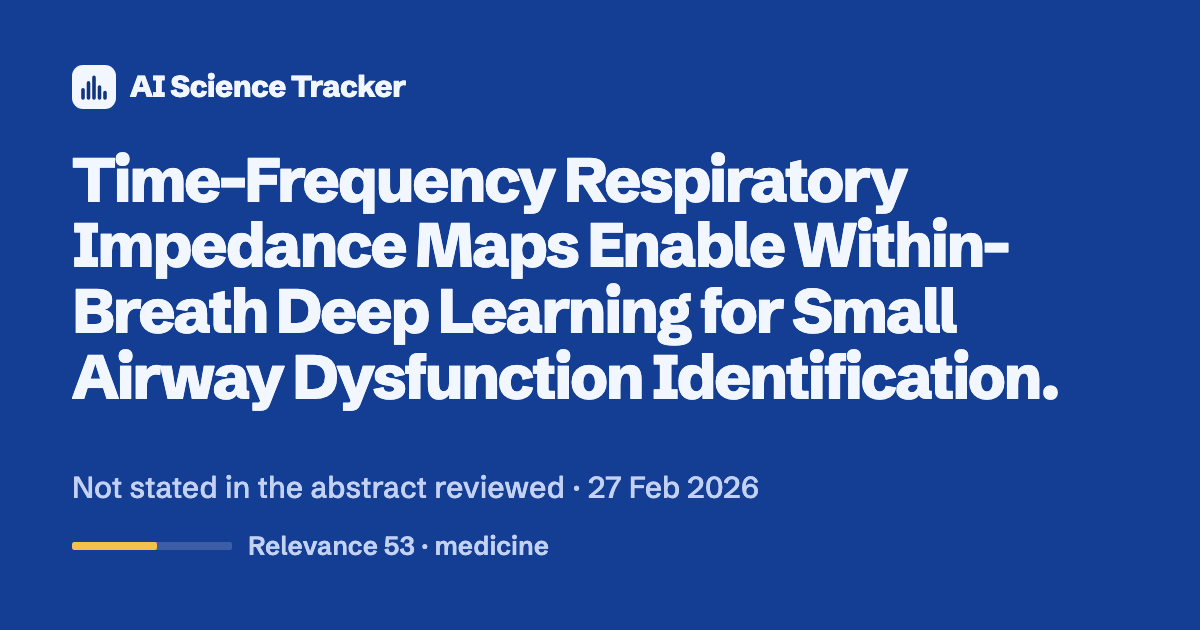 AI Science Tracker
Time-Frequency Respiratory
Impedance Maps Enable Within-
Breath Deep Learning for Small
Airway Dysfunction Identification.
Not stated in the abstract reviewed · 27 Feb 2026
Relevance 53 · medicine